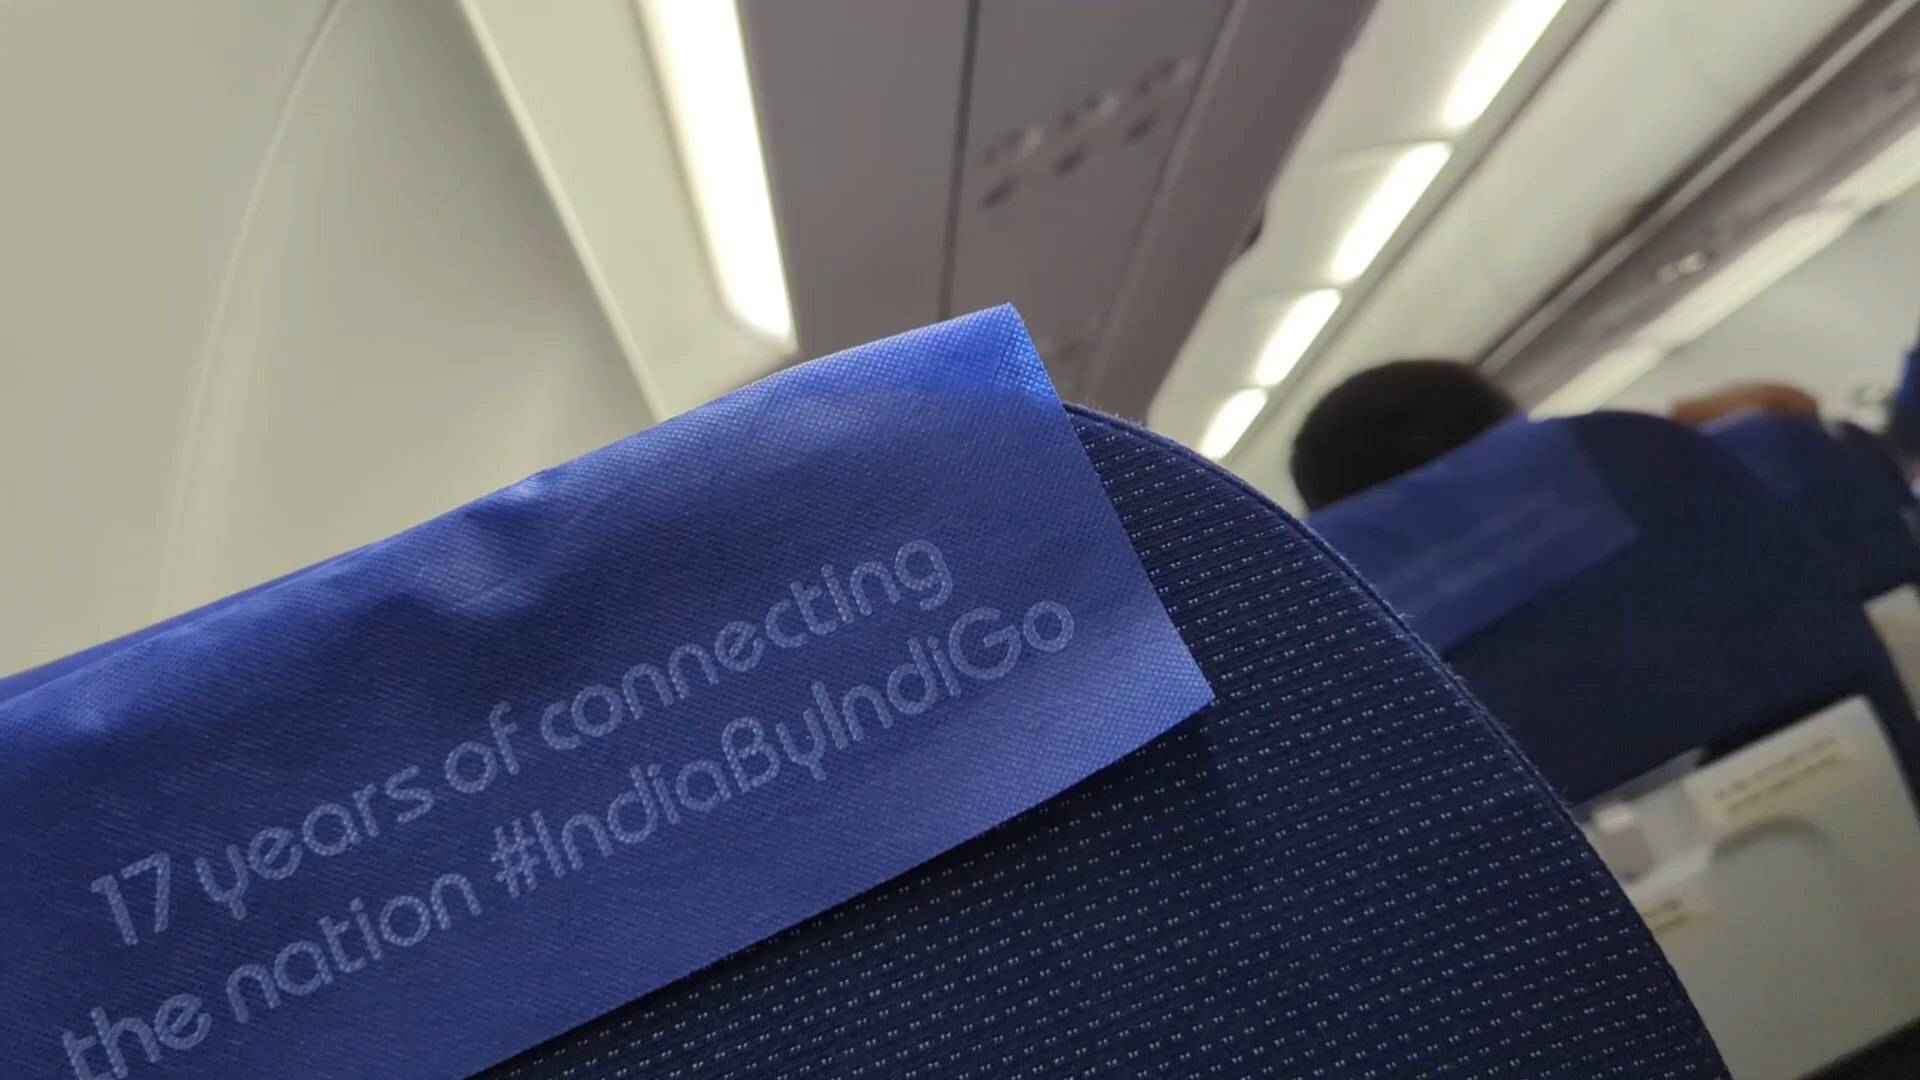 17 years of connecting
the nation #IndiaByIndiGo